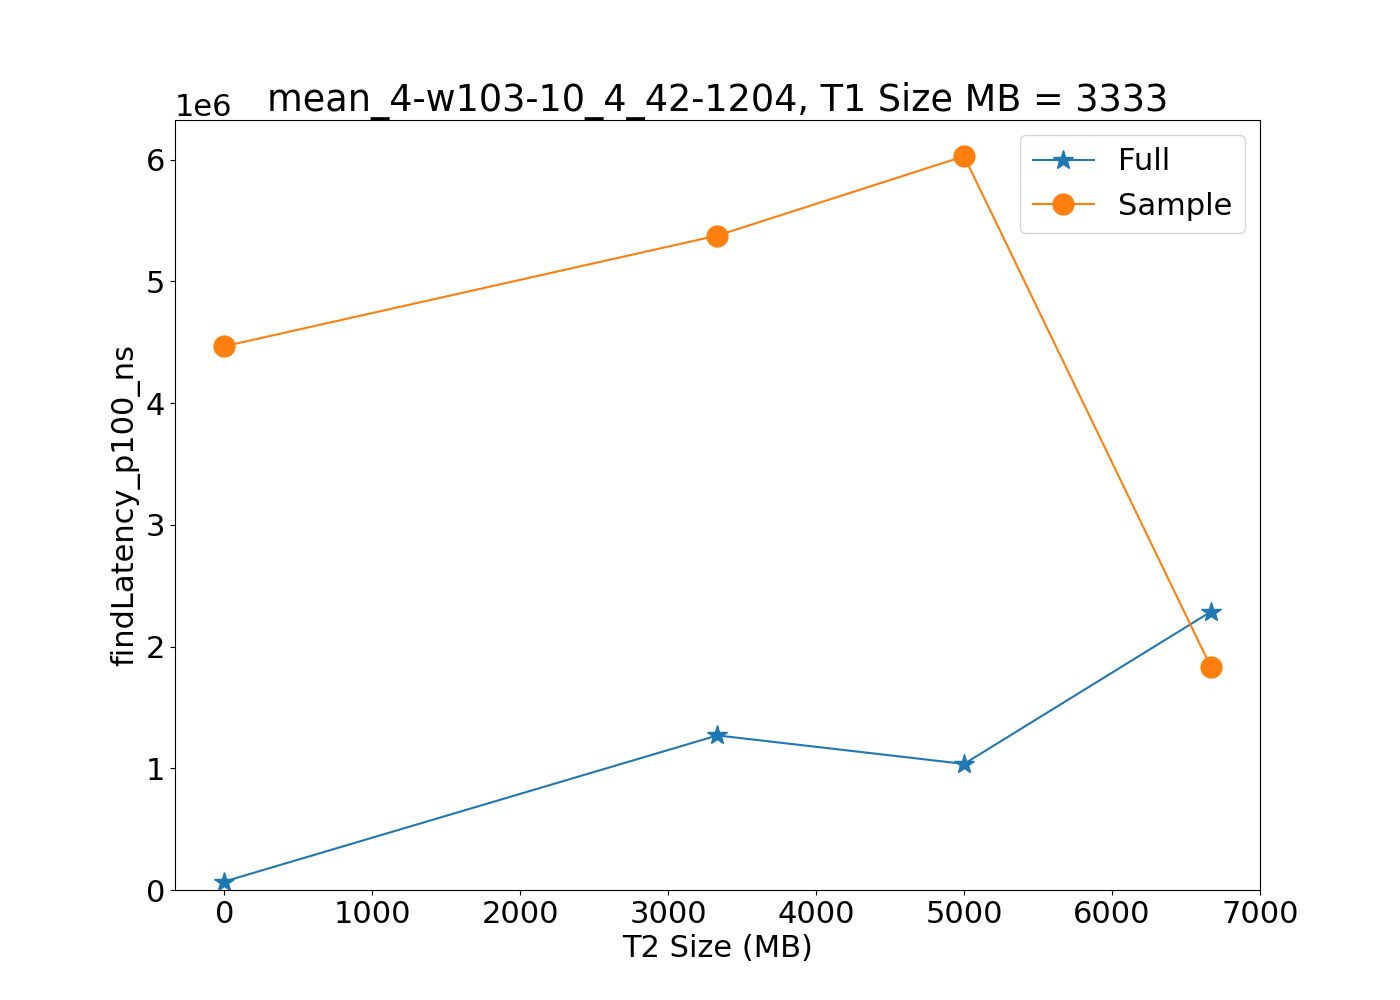 1e6
mean_4-w103-10_4_42-1204, T1 Size MB = 3333
Full
Sample
findLatency_p100_ns
6
5
4
3
2
1
0
0 1000 2000 3000 4000 5000 6000 7000
T2 Size (MB)